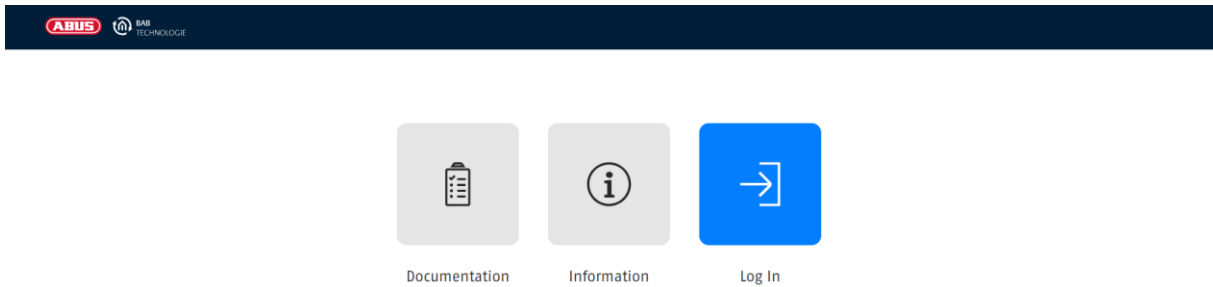 ABUS
BAB
TECHNOLOGIE
Documentation
Information
Log In